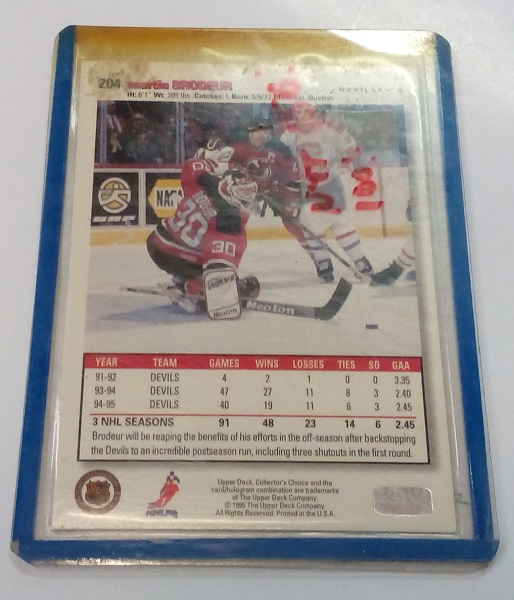 204 Martin BRODEUR DEVILS • G
Ht: 6'1" Wt: 205 lbs. Catches: L Born: 5/6/72 Montreal, Quebec
NA
30
30
Heaton
Heaton
YEAR TEAM GAMES WINS LOSSES TIES SO GAA
91-92 DEVILS 4 2 1 0 0 3.35
93-94 DEVILS 47 27 11 8 3 2.40
94-95 DEVILS 40 19 11 6 3 2.45
3 NHL SEASONS 91 48 23 14 6 2.45
Brodeur will be reaping the benefits of his efforts in the off-season after backstopping
the Devils to an incredible postseason run, including three shutouts in the first round.
Upper Deck, Collector's Choice and the
card/hologram combination are trademarks
of The Upper Deck Company.
© 1995 The Upper Deck Company.
All Rights Reserved. Printed in the U.S.A.
NHLPA